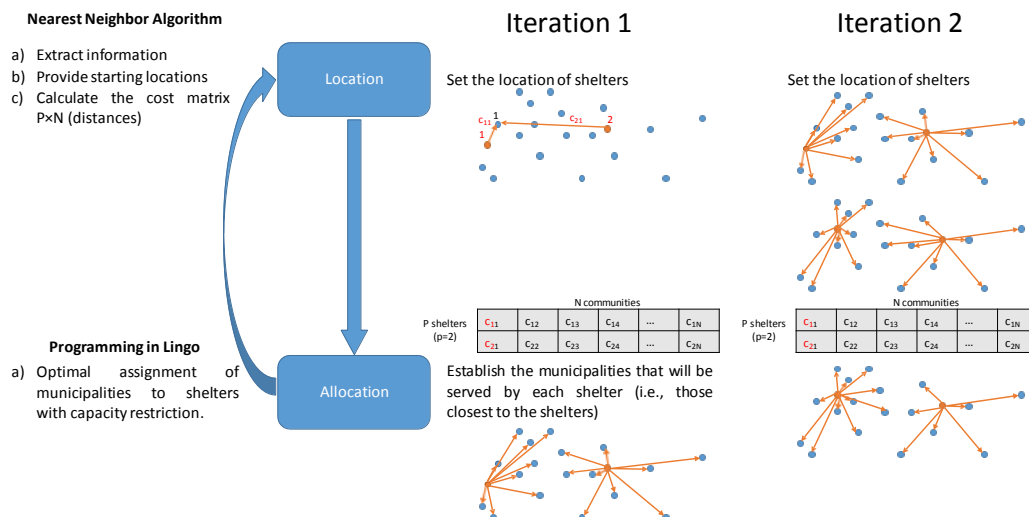 Nearest Neighbor Algorithm
a) Extract information
b) Provide starting locations
c) Calculate the cost matrix
P×N (distances)
Location
Programming in Lingo
a) Optimal assignment of
municipalities to shelters
with capacity restriction.
Allocation
Iteration 1
Set the location of shelters
c11 1 c21 2
1
N communities
P shelters
(p=2)
c11 c12 c13 c14 ... c1N
c21 c22 c23 c24 ... c2N
Establish the municipalities that will be
served by each shelter (i.e., those
closest to the shelters)
Iteration 2
Set the location of shelters
N communities
P shelters
(p=2)
c11 c12 c13 c14 ... c1N
c21 c22 c23 c24 ... c2N